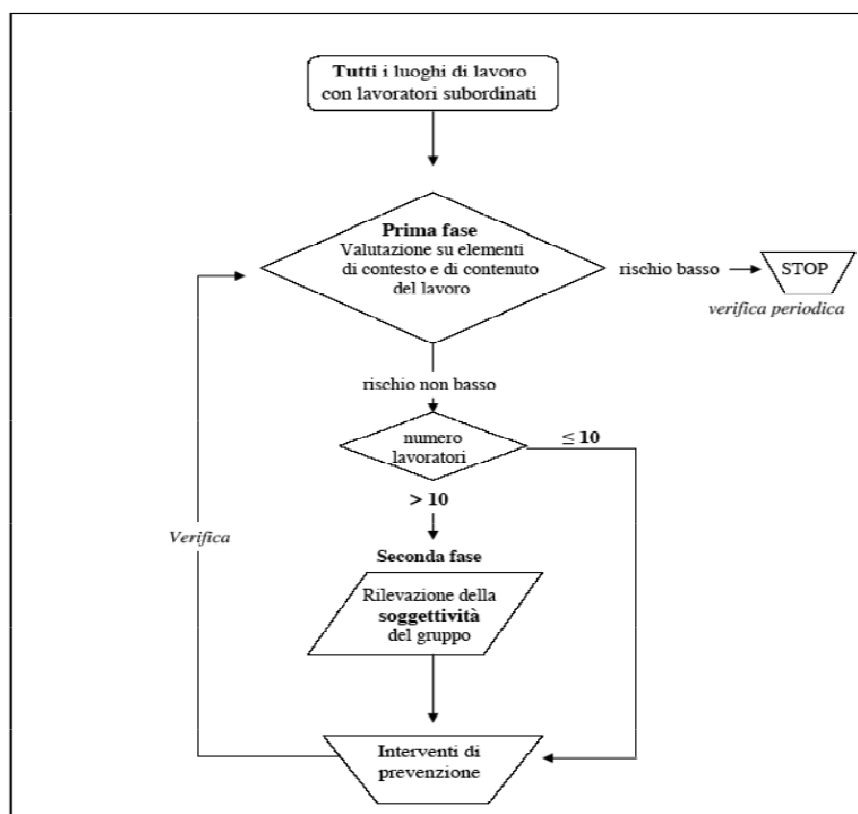 Tutti i luoghi di lavoro
con lavoratori subordinati
Prima fase
Valutazione su elementi
di contesto e di contenuto
del lavoro
rischio basso
STOP
verifica periodica
rischio non basso
numero
lavoratori
≤ 10
> 10
Verifica
Seconda fase
Rilevazione della
soggettività
del gruppo
Interventi di
prevenzione